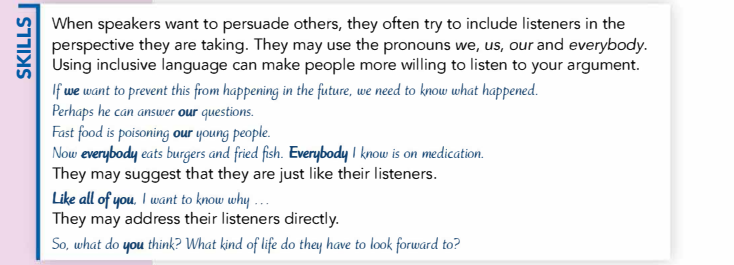 SKILLS
When speakers want to persuade others, they often try to include listeners in the
perspective they are taking. They may use the pronouns we, us, our and everybody.
Using inclusive language can make people more willing to listen to your argument.
If we want to prevent this from happening in the future, we need to know what happened.
Perhaps he can answer our questions.
Fast food is poisoning our young people.
Now everybody eats burgers and fried fish. Everybody I know is on medication.
They may suggest that they are just like their listeners.
Like all of you, I want to know why ...
They may address their listeners directly.
So, what do you think? What kind of life do they have to look forward to?